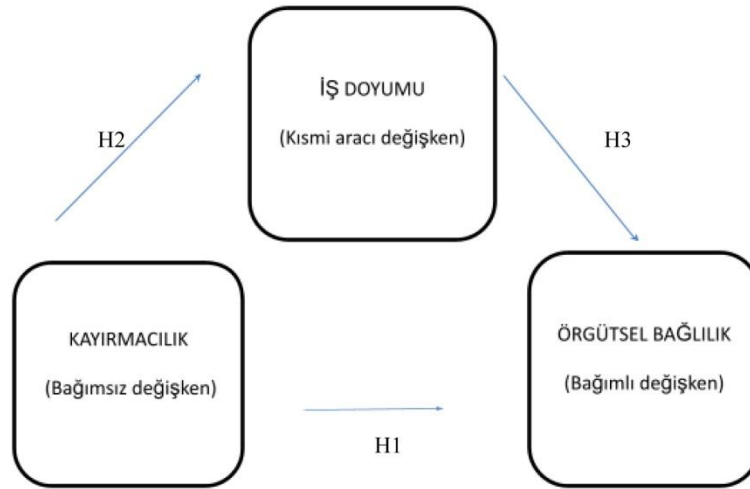 İŞ DOYUMU
(Kısmi aracı değişken)
H2
H3
KAYIRMACILIK
(Bağımsız değişken)
ÖRGÜTSEL BAĞLILIK
(Bağımlı değişken)
H1